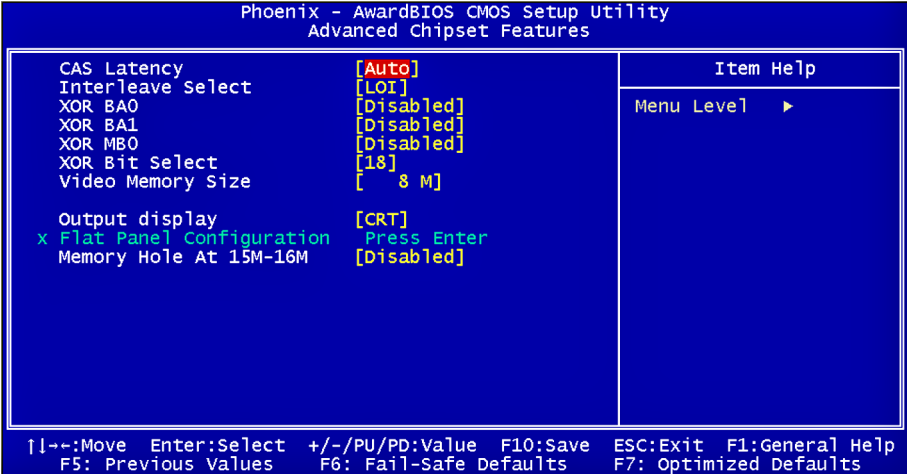 Phoenix - AwardBIOS CMOS Setup Utility
Advanced Chipset Features
CAS Latency [Auto]
Interleave Select [LOI]
XOR BA0 [Disabled]
XOR BA1 [Disabled]
XOR MB0 [Disabled]
XOR Bit Select [18]
Video Memory Size [ 8 M]
Output display [CRT]
x Flat Panel Configuration Press Enter
Memory Hole At 15M-16M [Disabled]
Item Help
Menu Level ►
↑↓→←:Move Enter:Select +/-/PU/PD:Value F10:Save ESC:Exit F1:General Help
F5: Previous Values F6: Fail-Safe Defaults F7: Optimized Defaults